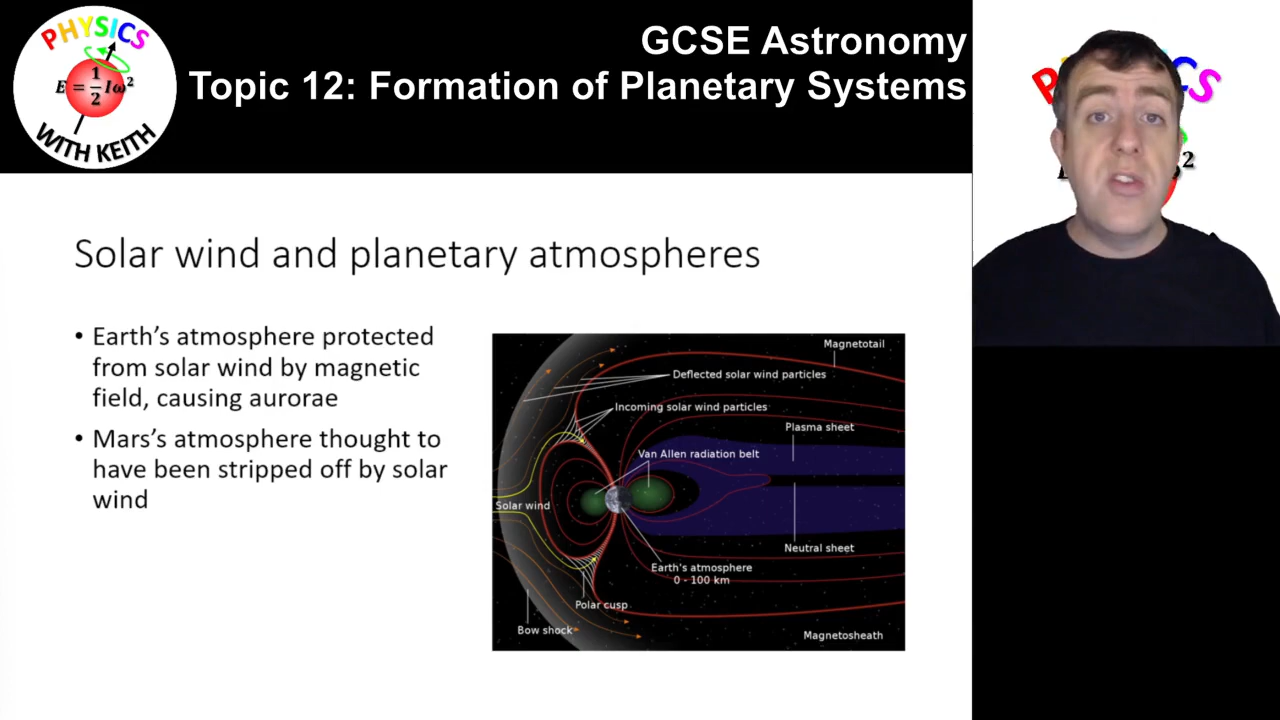 PHYSICS
E = 1/2 Iω²
WITH KEITH
GCSE Astronomy
Topic 12: Formation of Planetary Systems
Solar wind and planetary atmospheres
• Earth’s atmosphere protected
from solar wind by magnetic
field, causing aurorae
• Mars’s atmosphere thought to
have been stripped off by solar
wind
Magnetotail
Deflected solar wind particles
Incoming solar wind particles
Plasma sheet
Van Allen radiation belt
Solar wind
Neutral sheet
Earth's atmosphere
0 - 100 km
Polar cusp
Bow shock
Magnetosheath